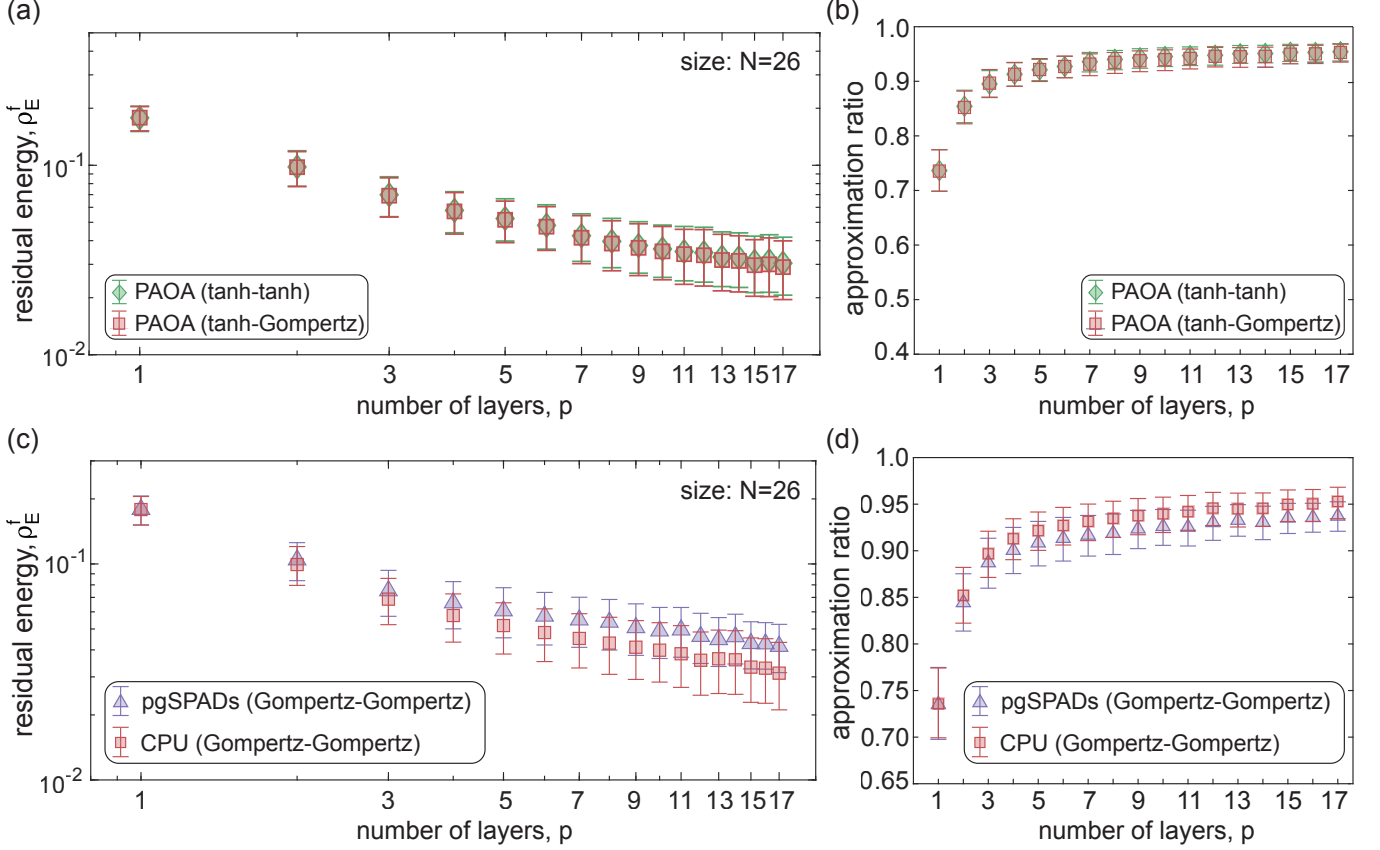 (a)
size: N=26
residual energy, ρ_E^f
10⁻¹
10⁻²
PAOA (tanh-tanh)
PAOA (tanh-Gompertz)
1 3 5 7 9 11 13 15 17
number of layers, p
(b)
approximation ratio
1.0
0.9
0.8
0.7
0.6
0.5
0.4
PAOA (tanh-tanh)
PAOA (tanh-Gompertz)
1 3 5 7 9 11 13 15 17
number of layers, p
(c)
size: N=26
residual energy, ρ_E^f
10⁻¹
10⁻²
pgSPADs (Gompertz-Gompertz)
CPU (Gompertz-Gompertz)
1 3 5 7 9 11 13 15 17
number of layers, p
(d)
approximation ratio
1.0
0.95
0.90
0.85
0.80
0.75
0.70
0.65
pgSPADs (Gompertz-Gompertz)
CPU (Gompertz-Gompertz)
1 3 5 7 9 11 13 15 17
number of layers, p